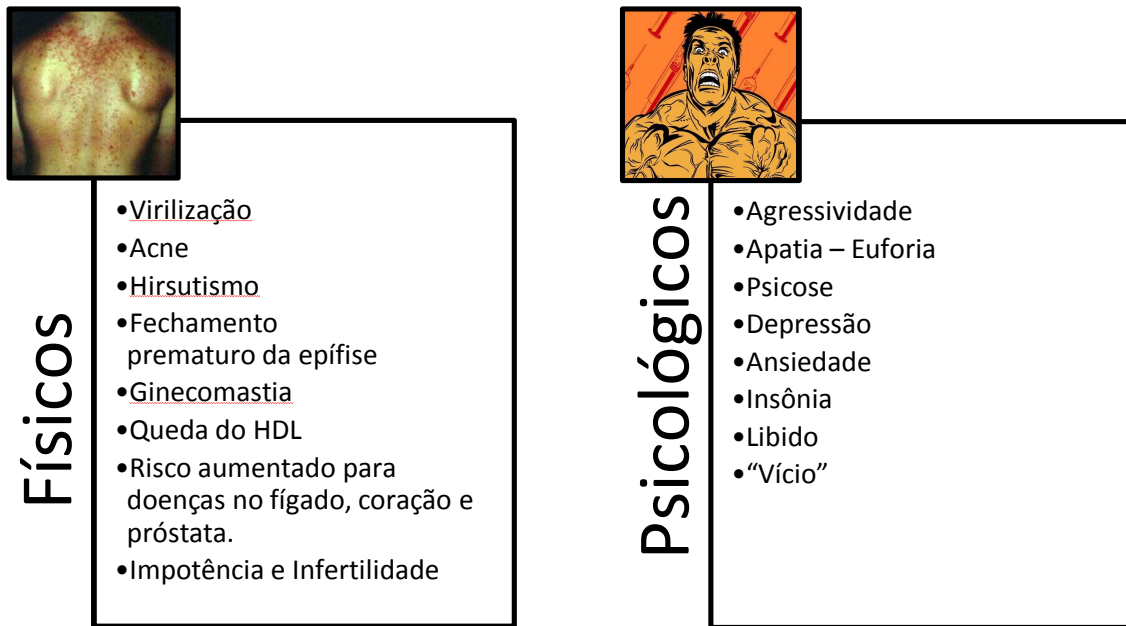 Físicos
•Virilização
•Acne
•Hirsutismo
•Fechamento
prematuro da epífise
•Ginecomastia
•Queda do HDL
•Risco aumentado para
doenças no fígado, coração e
próstata.
•Impotência e Infertilidade
Psicológicos
•Agressividade
•Apatia – Euforia
•Psicose
•Depressão
•Ansiedade
•Insônia
•Libido
•“Vício”